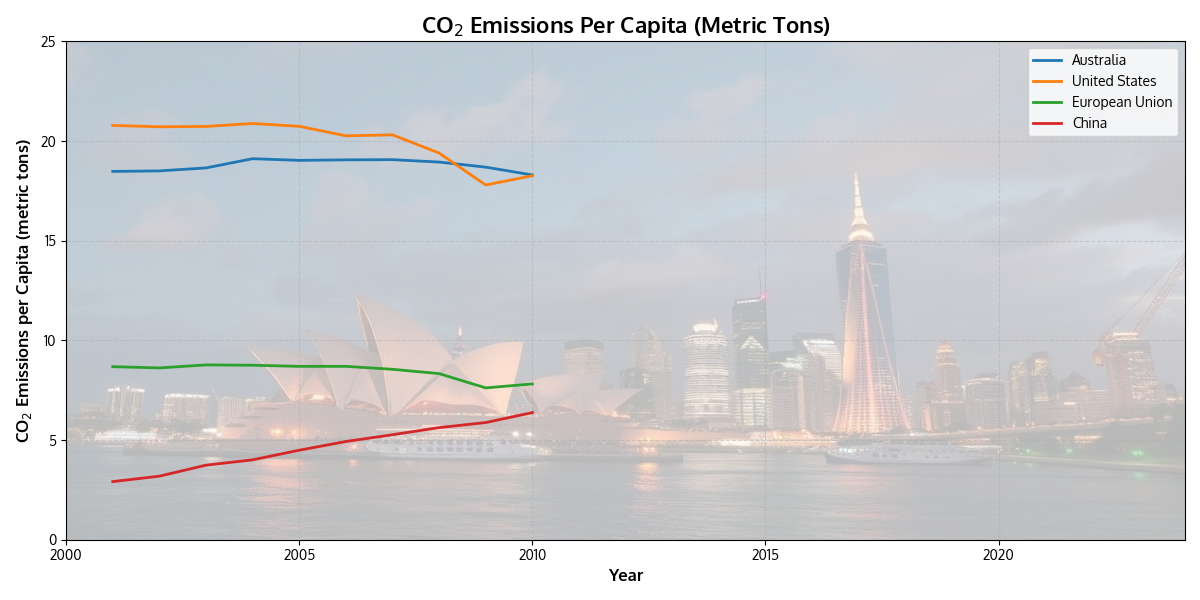 CO₂ Emissions Per Capita (Metric Tons)
25
20
15
10
5
0
CO₂ Emissions per Capita (metric tons)
Australia
United States
European Union
China
2000 2005 2010 2015 2020
Year